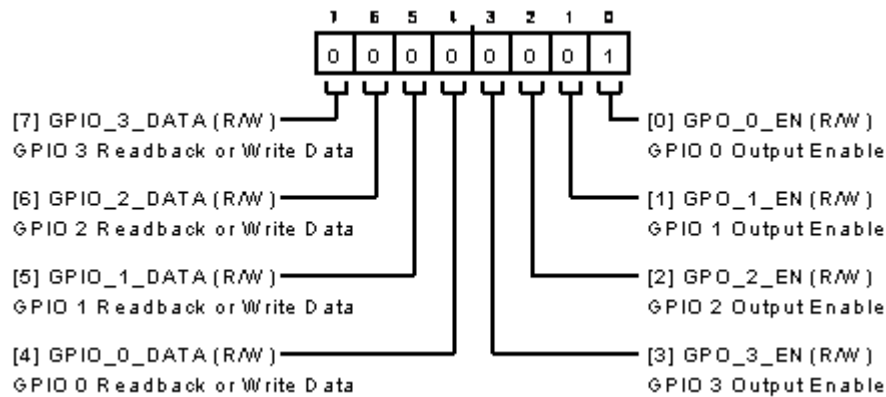 7 6 5 4 3 2 1 0
0 0 0 0 0 0 0 1
[7] GPIO_3_DATA (R/W)
GPIO 3 Readback or Write Data
[6] GPIO_2_DATA (R/W)
GPIO 2 Readback or Write Data
[5] GPIO_1_DATA (R/W)
GPIO 1 Readback or Write Data
[4] GPIO_0_DATA (R/W)
GPIO 0 Readback or Write Data
[0] GPO_0_EN (R/W)
GPIO 0 Output Enable
[1] GPO_1_EN (R/W)
GPIO 1 Output Enable
[2] GPO_2_EN (R/W)
GPIO 2 Output Enable
[3] GPO_3_EN (R/W)
GPIO 3 Output Enable